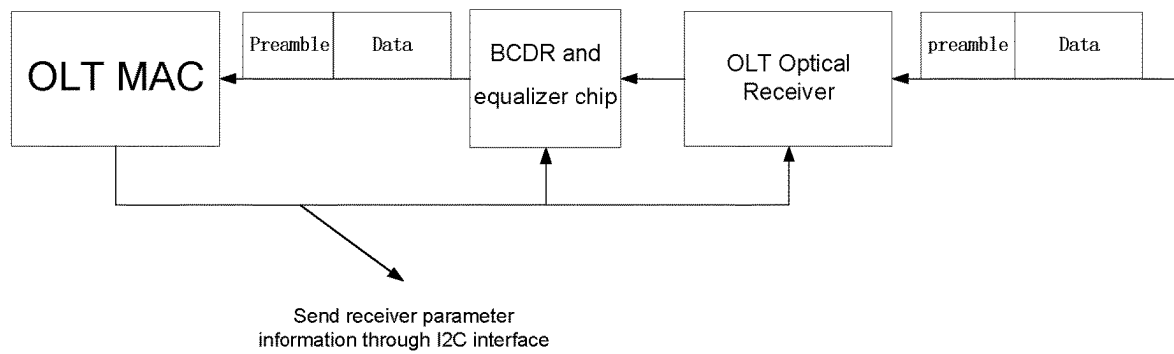 OLT MAC
Preamble
Data
BCDR and
equalizer chip
OLT Optical
Receiver
preamble
Data
Send receiver parameter
information through I2C interface